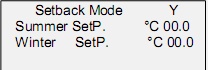 Setback Mode Y
Summer SetP. °C 00.0
Winter SetP. °C 00.0